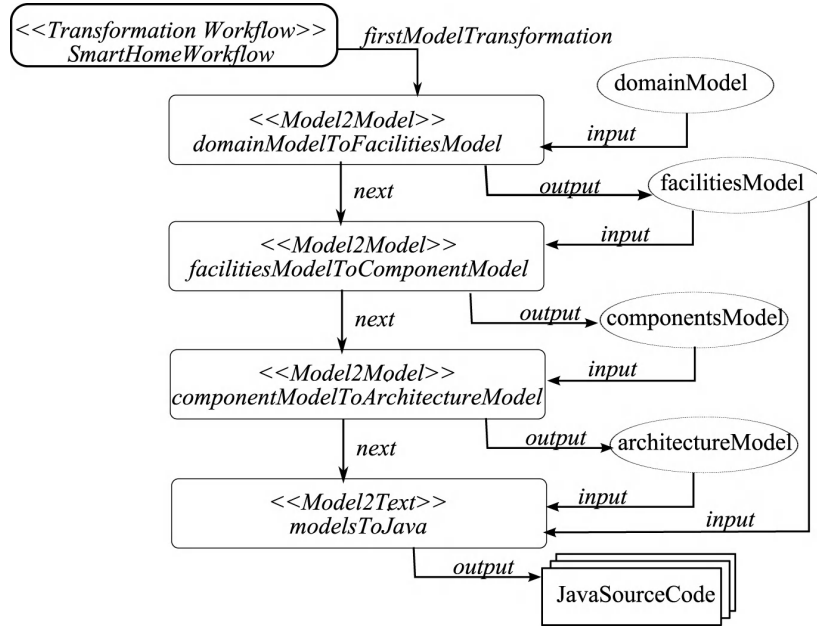 <<Transformation Workflow>>
SmartHomeWorkflow
firstModelTransformation
domainModel
<<Model2Model>>
domainModelToFacilitiesModel
input
output
facilitiesModel
next
<<Model2Model>>
facilitiesModelToComponentModel
input
output
componentsModel
next
<<Model2Model>>
componentModelToArchitectureModel
input
output
architectureModel
next
<<Model2Text>>
modelsToJava
input
input
output
JavaSourceCode